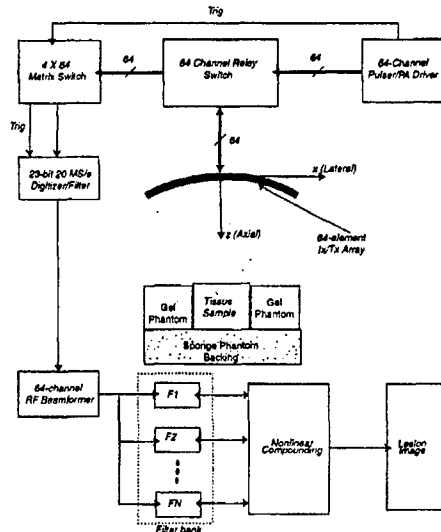 Trig
4 X 64
Matrix Switch
64
64 Channel Relay
Switch
64
64-Channel
Pulser/PA Driver
Trig
64
23-bit 20 MS/s
Digitizer/Filter
x (Lateral)
z (Axial)
64-element
Ix/Tx Array
Gel
Phantom
Tissue
Sample
Gel
Phantom
Sponge Phantom
Backing
64-channel
RF Beamformer
F1
F2
FN
Filter bank
Nonlinear
Compounding
Lesion
Image